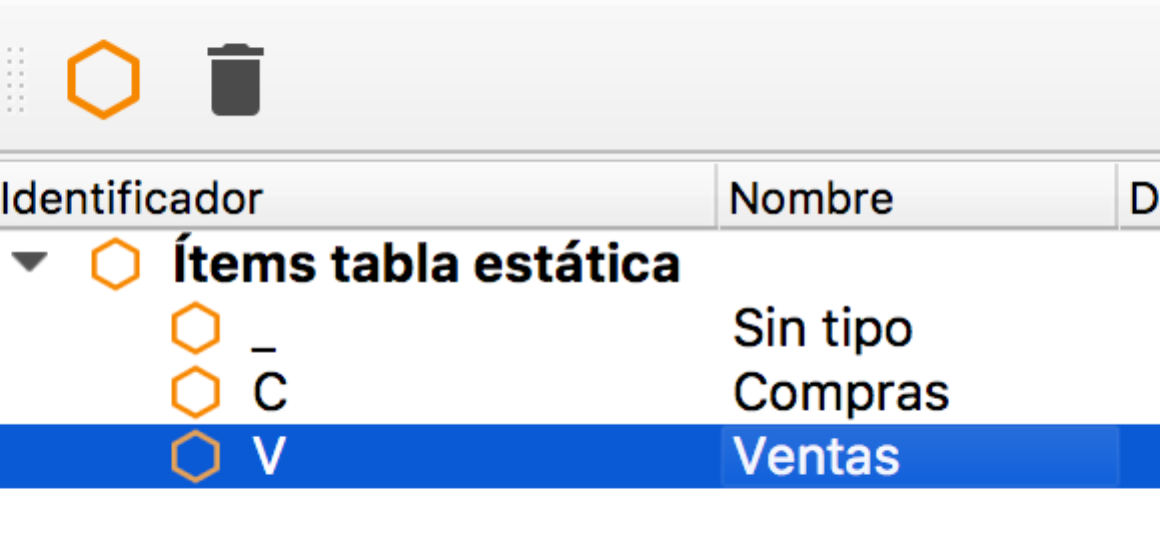 Identificador Nombre D
Ítems tabla estática
_ Sin tipo
C Compras
V Ventas